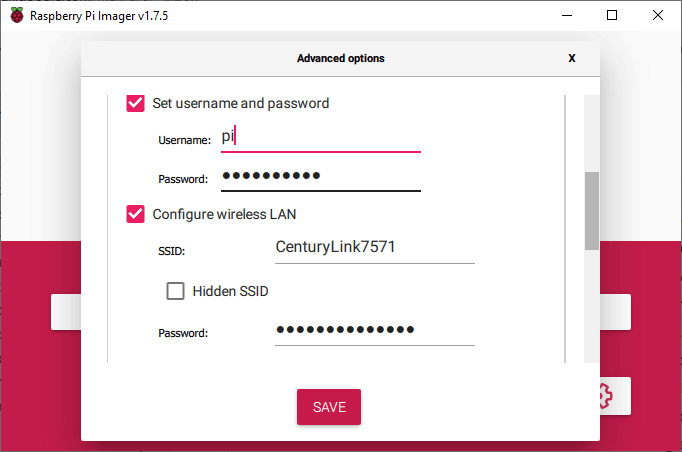 Raspberry Pi Imager v1.7.5
Advanced options X
Set username and password
Username: pi
Password: ●●●●●●●●●●
Configure wireless LAN
SSID: CenturyLink7571
Hidden SSID
Password: ●●●●●●●●●●●●●●
SAVE